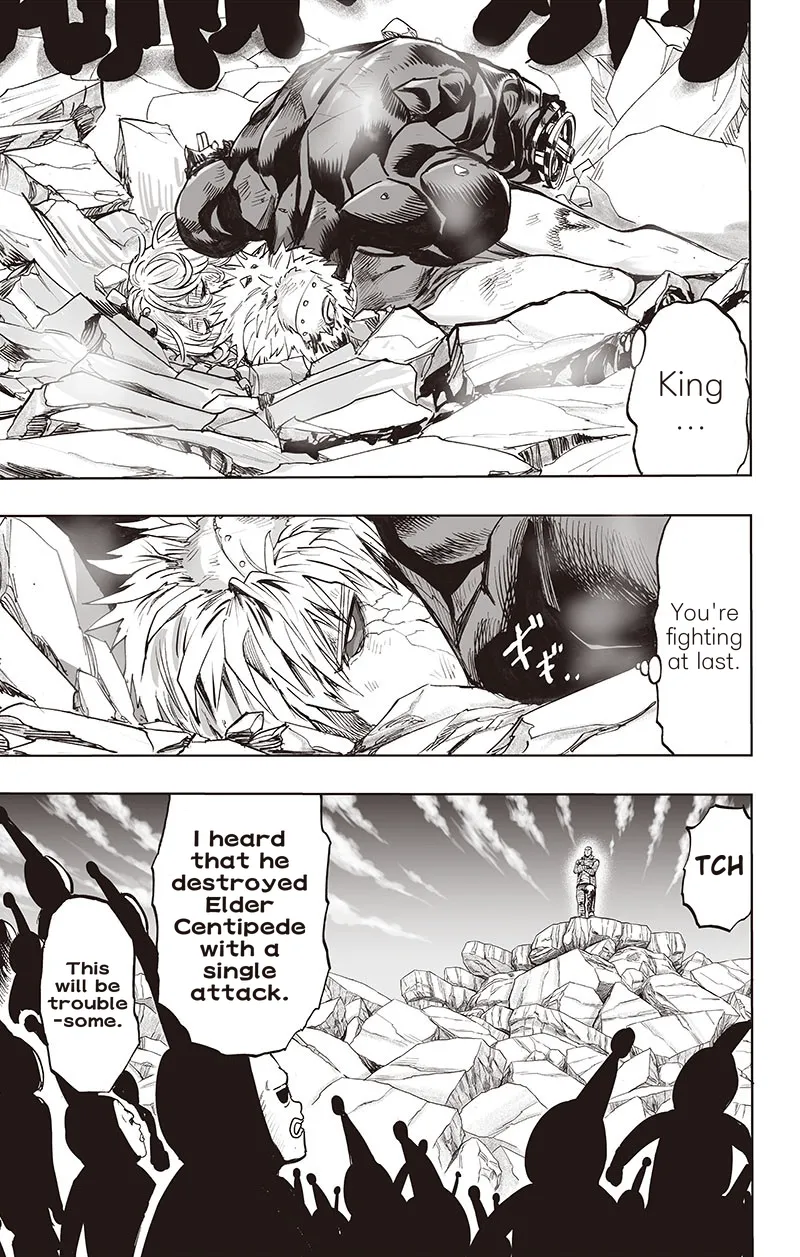 King
...
You're
fighting
at last.
ギギ..
TCH
I heard
that he
destroyed
Elder
Centipede
with a
single
attack.
This
will be
trouble
-some.